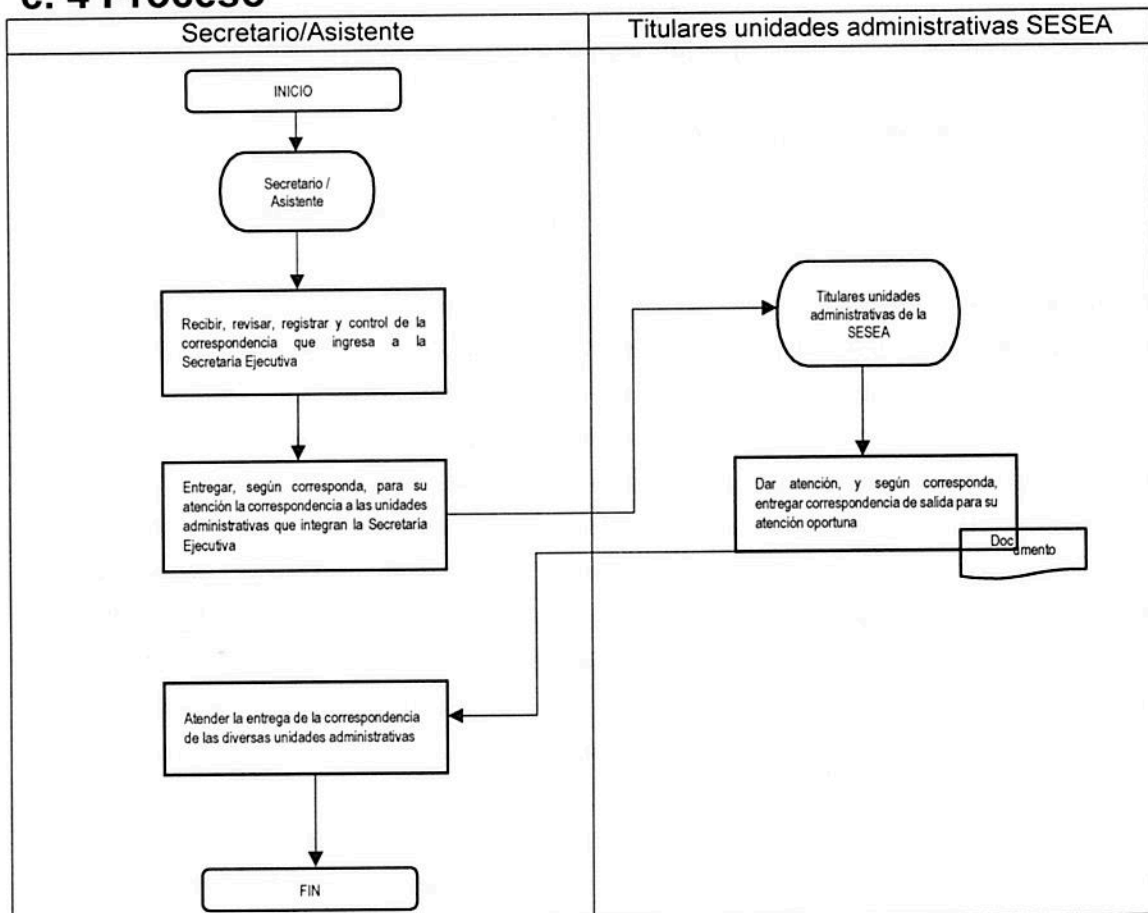 c. 4 Proceso
Secretario/Asistente
Titulares unidades administrativas SESEA
INICIO
Secretario /
Asistente
Recibir, revisar, registrar y control de la
correspondencia que ingresa a la
Secretaría Ejecutiva
Entregar, según corresponda, para su
atención la correspondencia a las unidades
administrativas que integran la Secretaría
Ejecutiva
Titulares unidades
administrativas de la
SESEA
Dar atención, y según corresponda,
entregar correspondencia de salida para su
atención oportuna
Documento
Atender la entrega de la correspondencia
de las diversas unidades administrativas
FIN